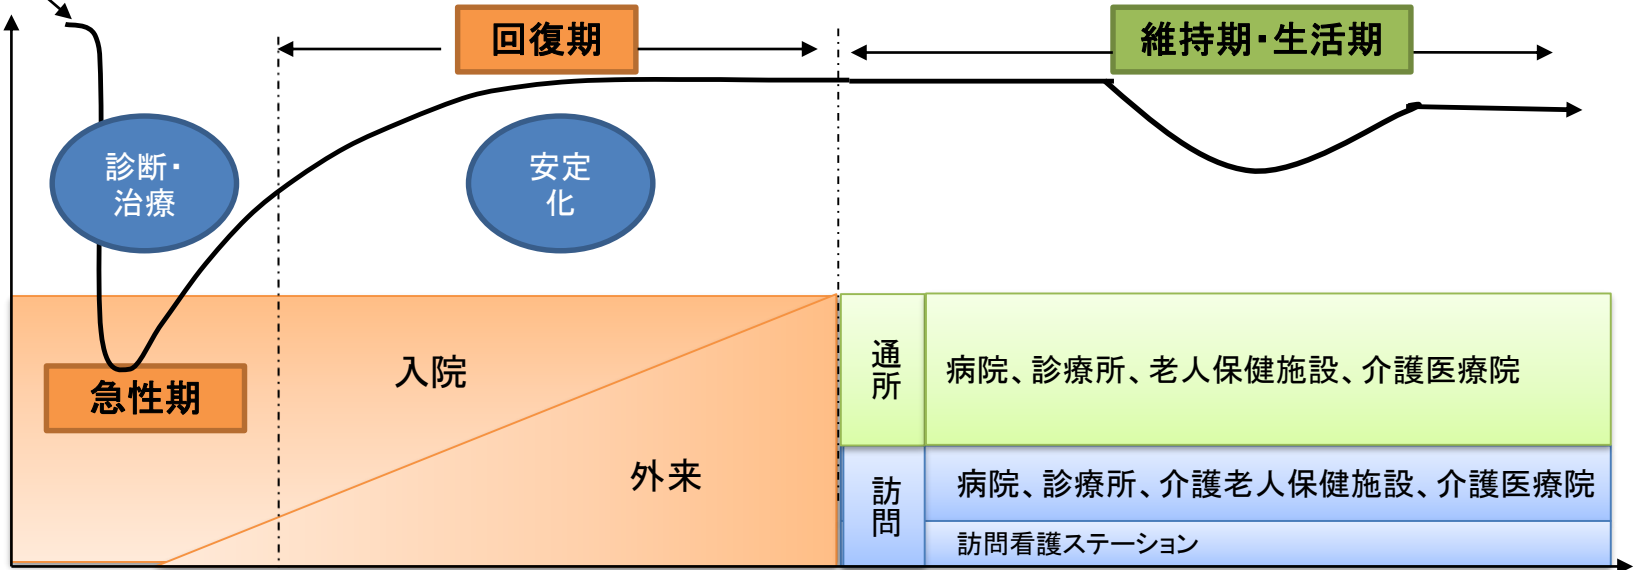 回復期
維持期・生活期
診断・
治療
安定
化
急性期
入院
外来
通所
病院、診療所、老人保健施設、介護医療院
訪問
病院、診療所、介護老人保健施設、介護医療院
訪問看護ステーション